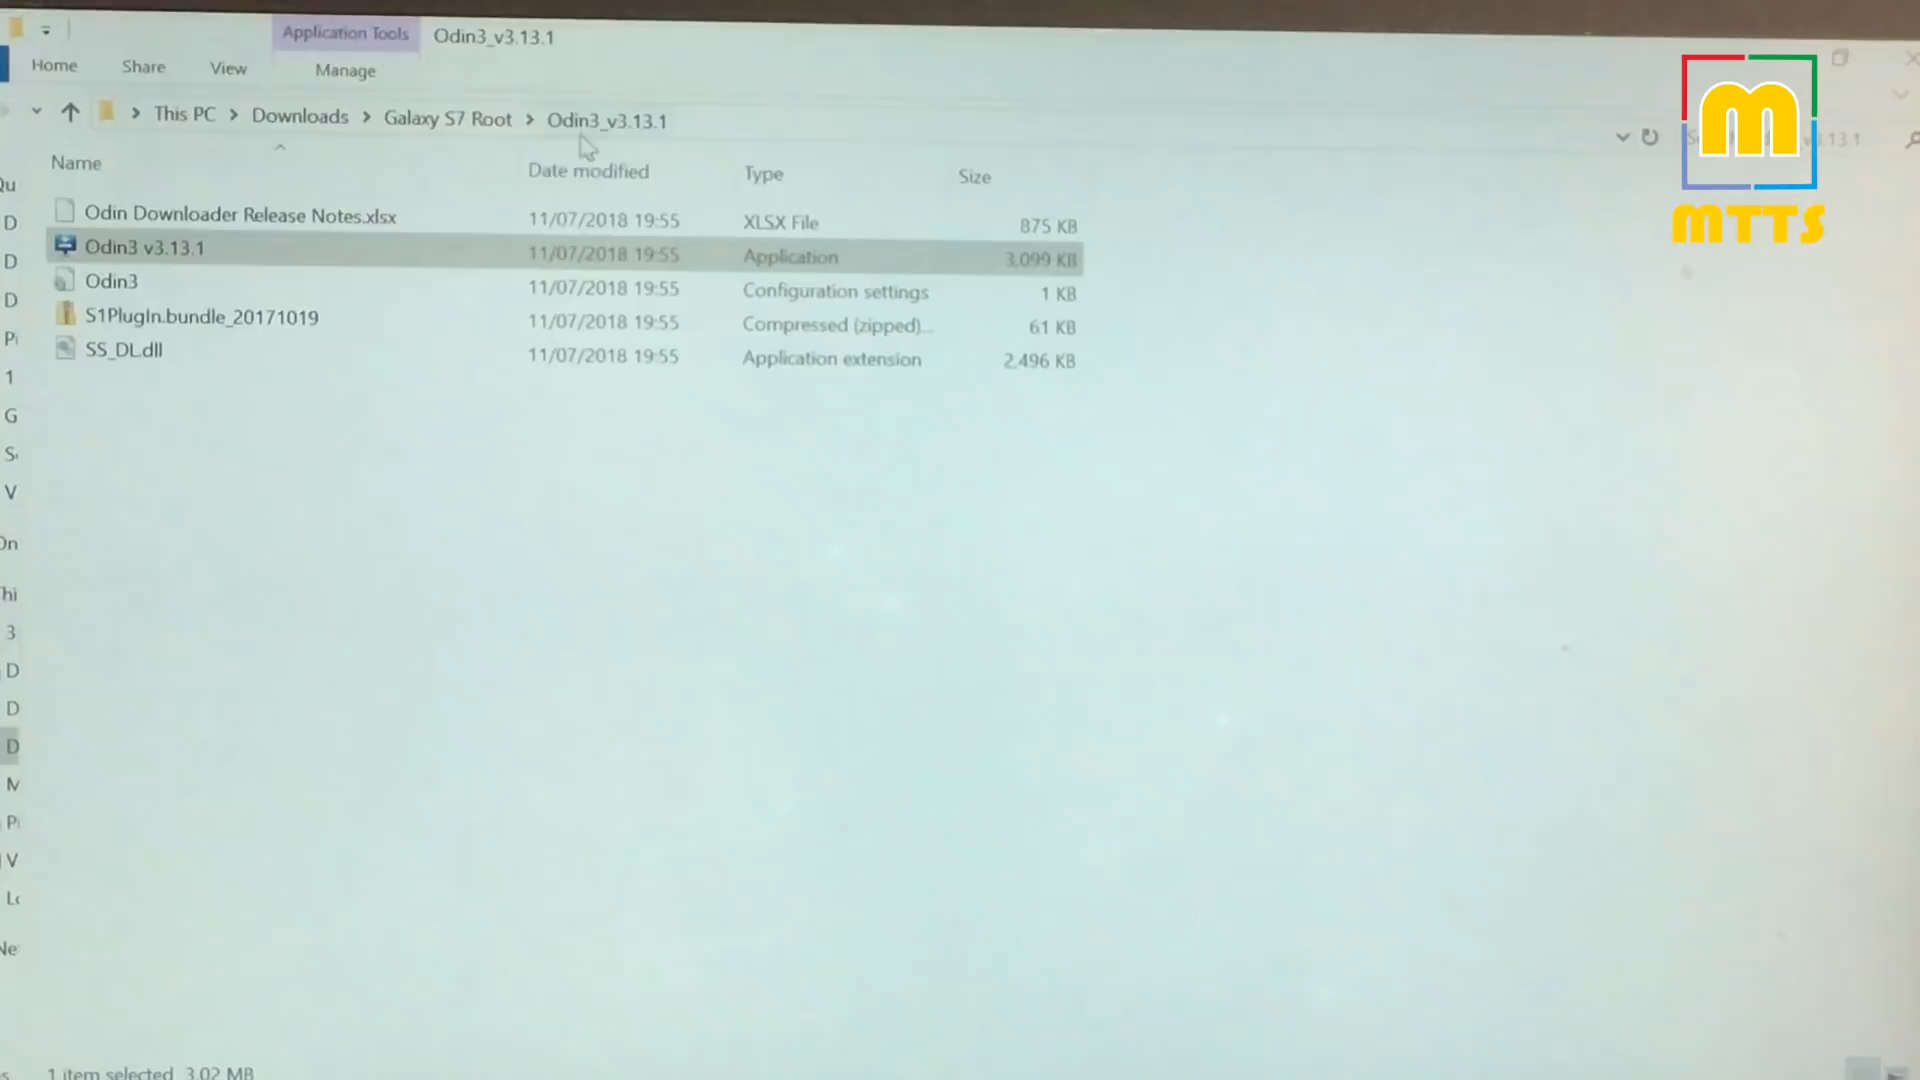 Application Tools Odin3_v3.13.1
Home Share View Manage
This PC Downloads Galaxy S7 Root Odin3_v3.13.1
Name Date modified Type Size
Odin Downloader Release Notes.xlsx 11/07/2018 19:55 XLSX File 875 KB
Odin3 v3.13.1 11/07/2018 19:55 Application 3,099 KB
Odin3 11/07/2018 19:55 Configuration settings 1 KB
S1PlugIn.bundle_20171019 11/07/2018 19:55 Compressed (zipped)... 61 KB
SS_DL.dll 11/07/2018 19:55 Application extension 2,496 KB
1 item selected 3.02 MB
m
MTTS